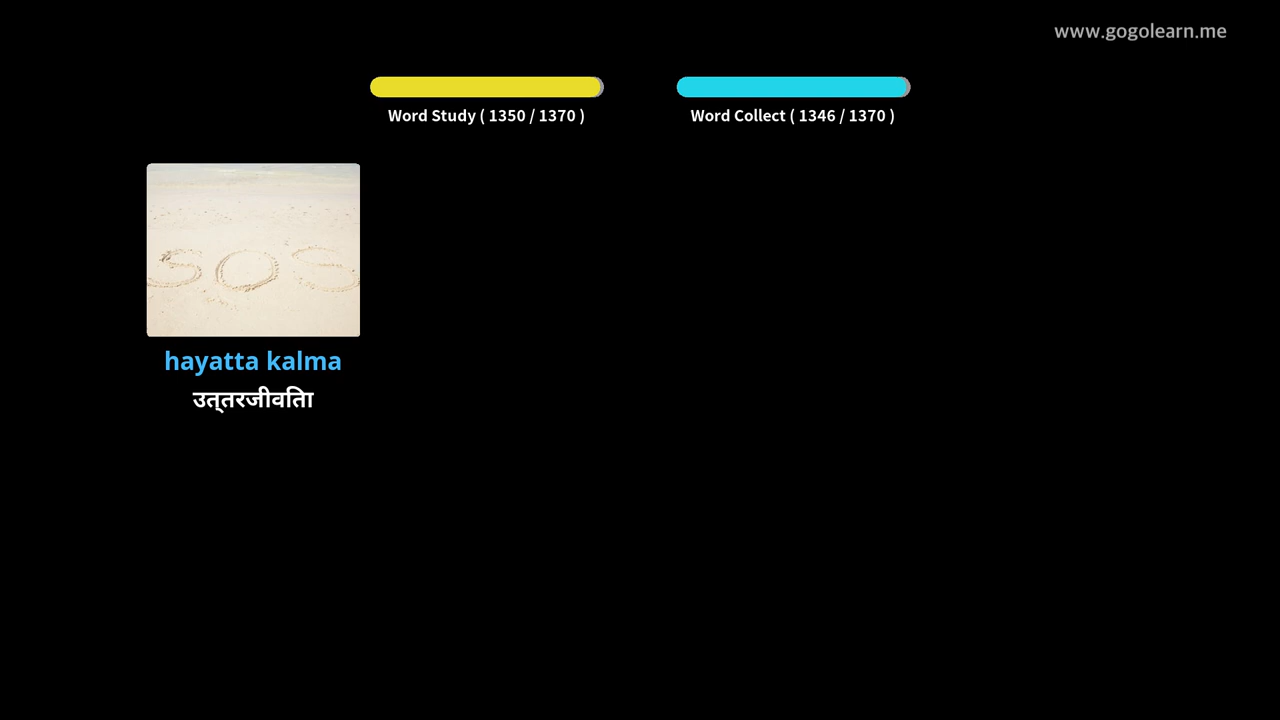 www.gogolearn.me
Word Study ( 1350 / 1370 )
Word Collect ( 1346 / 1370 )
SOS
hayatta kalma
उत्तरजीविता